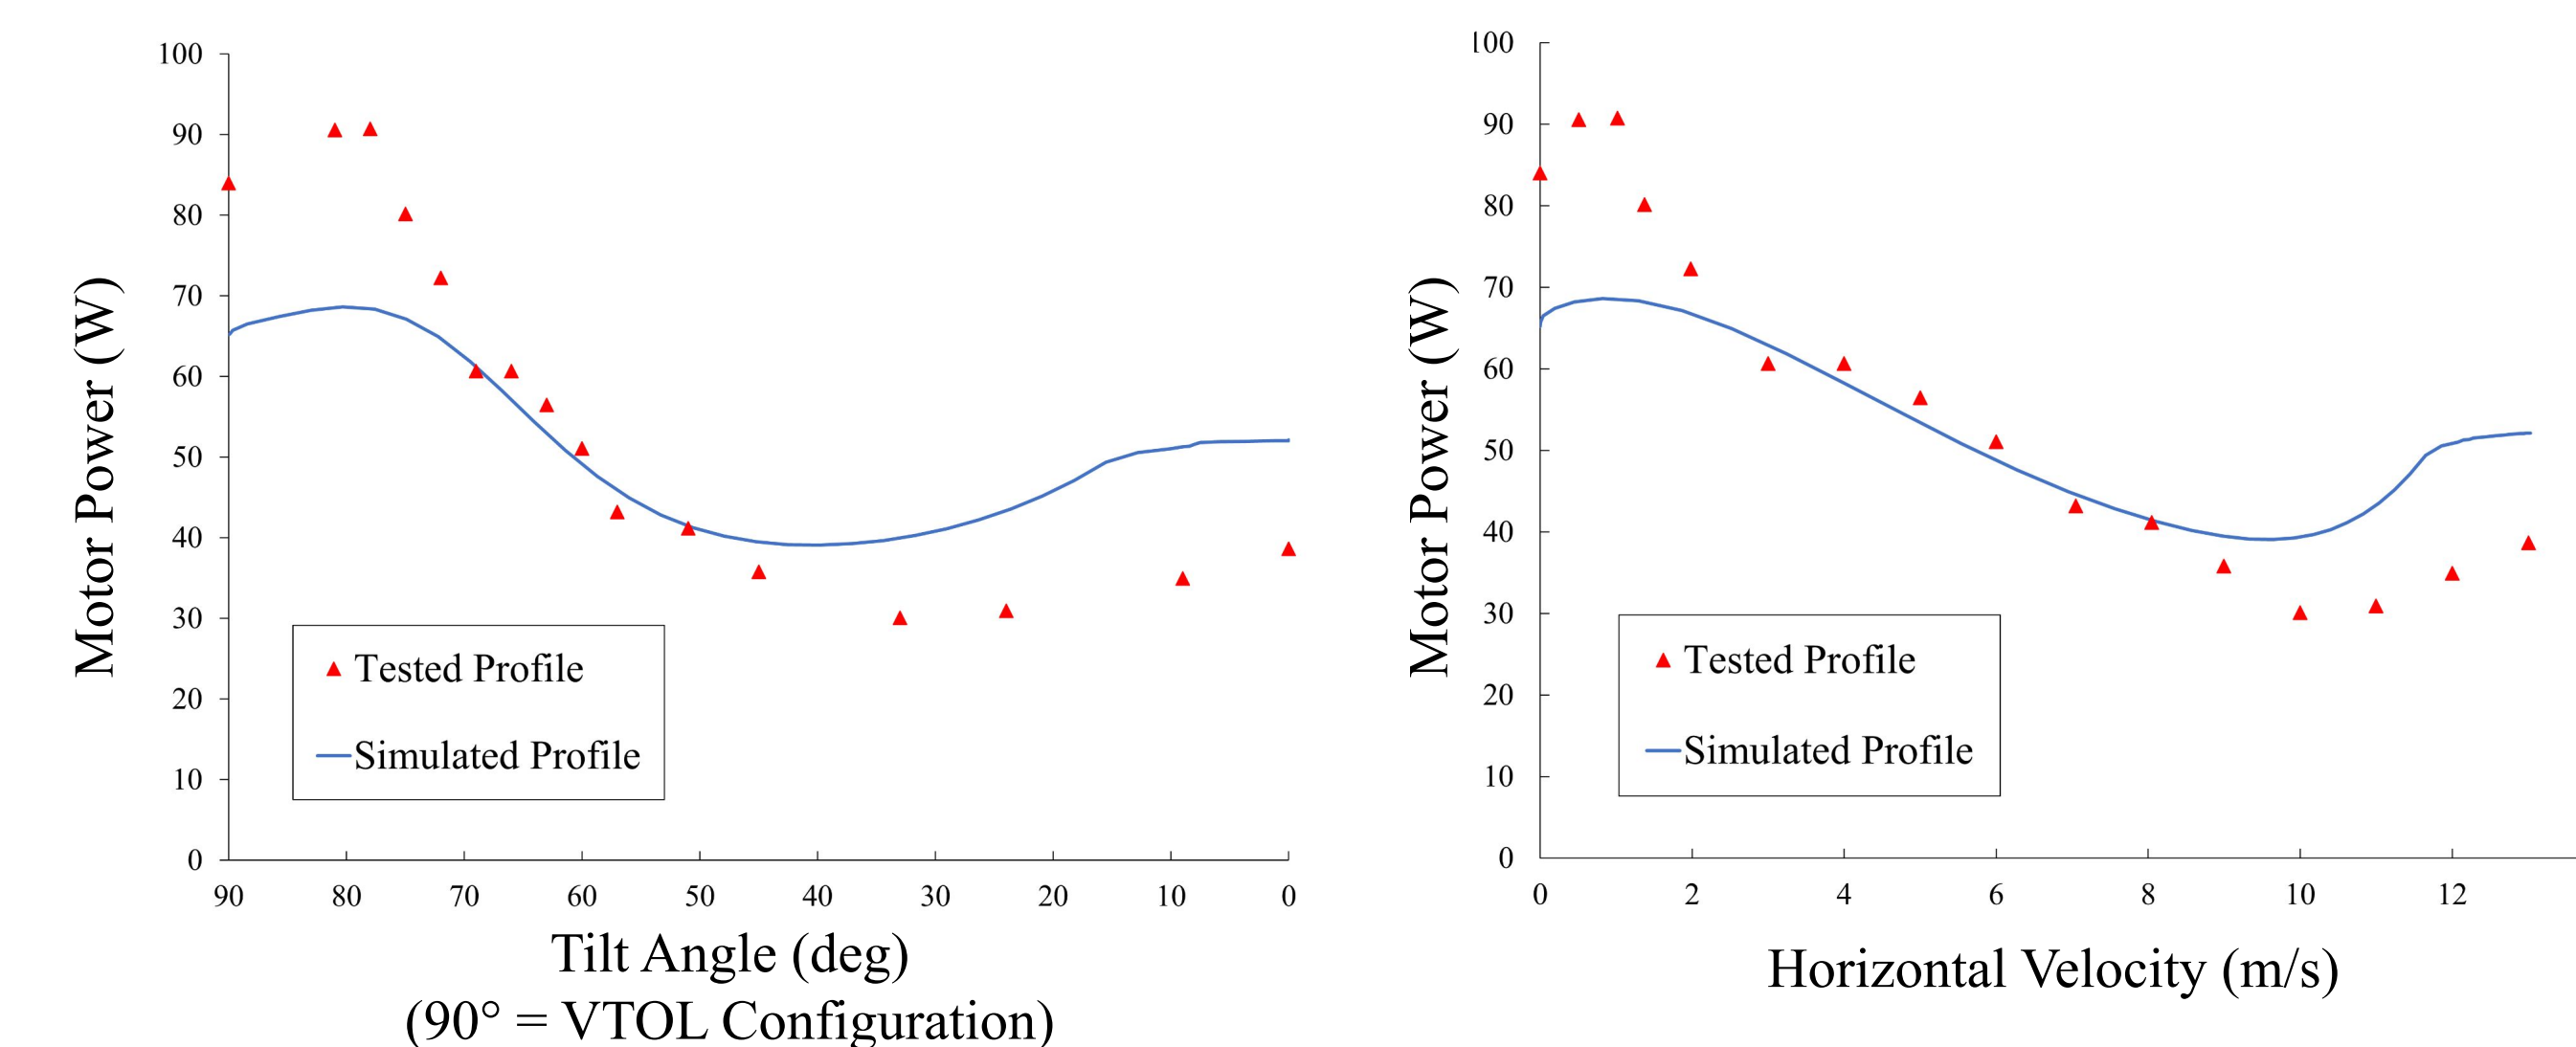 100
90
80
70
60
50
40
30
20
10
0
Motor Power (W)
Tested Profile
Simulated Profile
90 80 70 60 50 40 30 20 10 0
Tilt Angle (deg)
(90° = VTOL Configuration)
100
90
80
70
60
50
40
30
20
10
0
Motor Power (W)
Tested Profile
Simulated Profile
0 2 4 6 8 10 12
Horizontal Velocity (m/s)